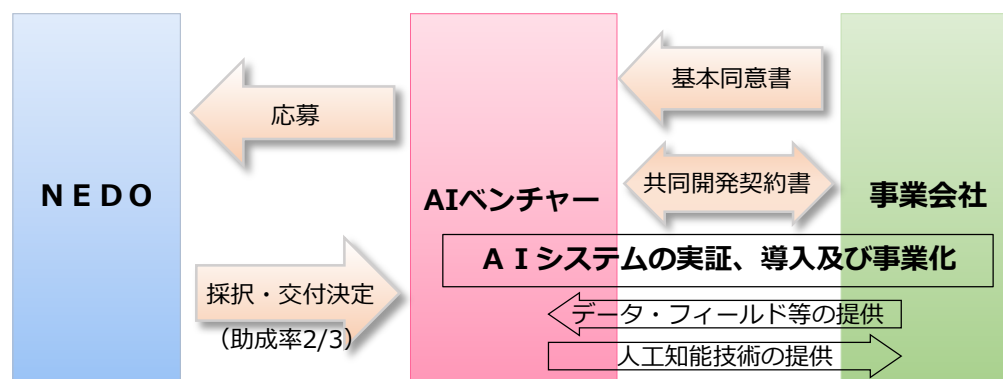 基本同意書
応募
共同開発契約書
ＮＥＤＯ
AIベンチャー
事業会社
ＡＩシステムの実証、導入及び事業化
採択・交付決定
（助成率2/3）
データ・フィールド等の提供
人工知能技術の提供